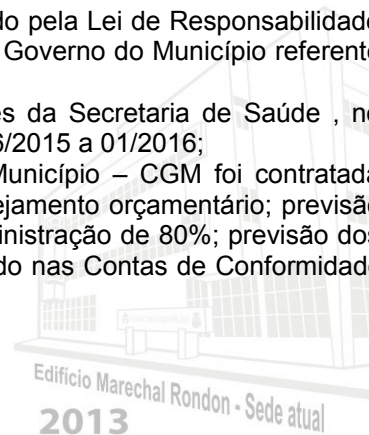 do pela Lei de Responsabilidade
Governo do Município referente
es da Secretaria de Saúde , no
6/2015 a 01/2016;
Município – CGM foi contratada
ejamento orçamentário; previsão
ninistração de 80%; previsão dos
do nas Contas de Conformidade
Edifício Marechal Rondon - Sede atual
2013